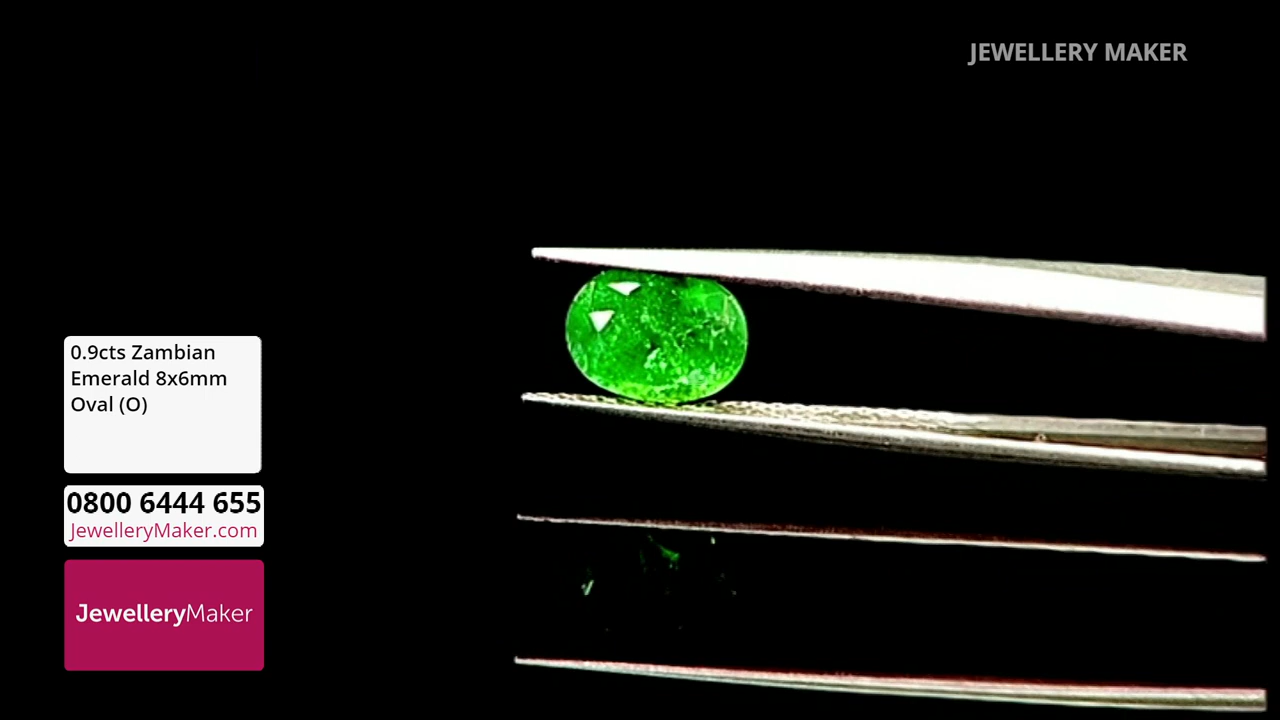 JEWELLERY MAKER
0.9cts Zambian
Emerald 8x6mm
Oval (O)
0800 6444 655
JewelleryMaker.com
JewelleryMaker